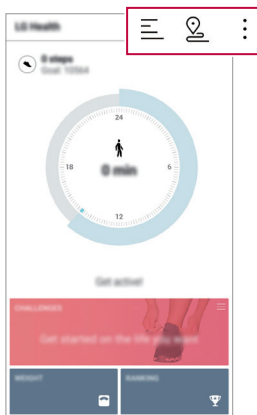 LG Health
0 steps
Goal: 10564
24
18
0 min
6
12
Get active!
CHALLENGES
Get started on the life you want
WEIGHT
RANKING